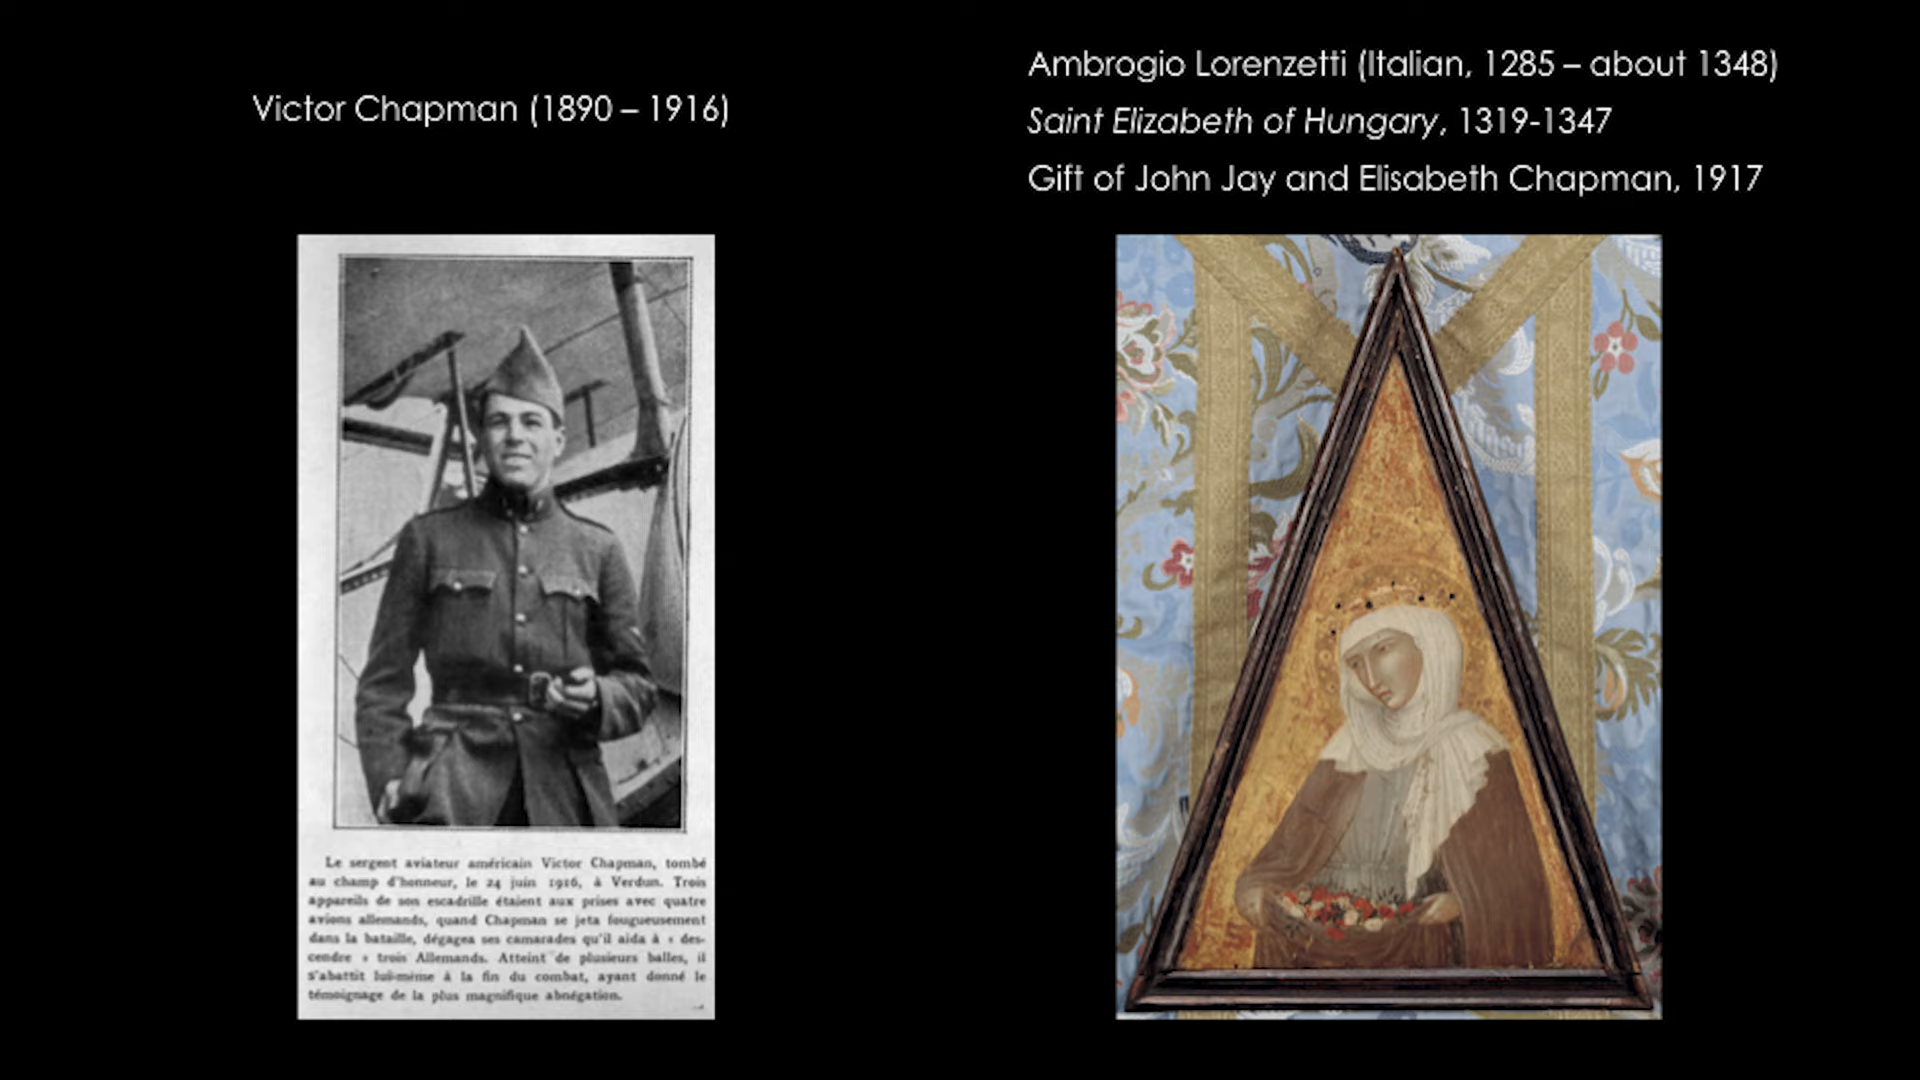 Victor Chapman (1890 – 1916)
Ambrogio Lorenzetti (Italian, 1285 – about 1348)
Saint Elizabeth of Hungary, 1319-1347
Gift of John Jay and Elisabeth Chapman, 1917
Le sergent aviateur américain Victor Chapman, tombé
au champ d'honneur, le 24 juin 1916, à Verdun. Trois
appareils de son escadrille étaient aux prises avec quatre
avions allemands, quand Chapman se jeta fougueusement
dans la bataille, dégagea ses camarades qu'il aida à « des-
cendre » trois Allemands. Atteint de plusieurs balles, il
s'abattit lui-même à la fin du combat, ayant donné le
témoignage de la plus magnifique abnégation.